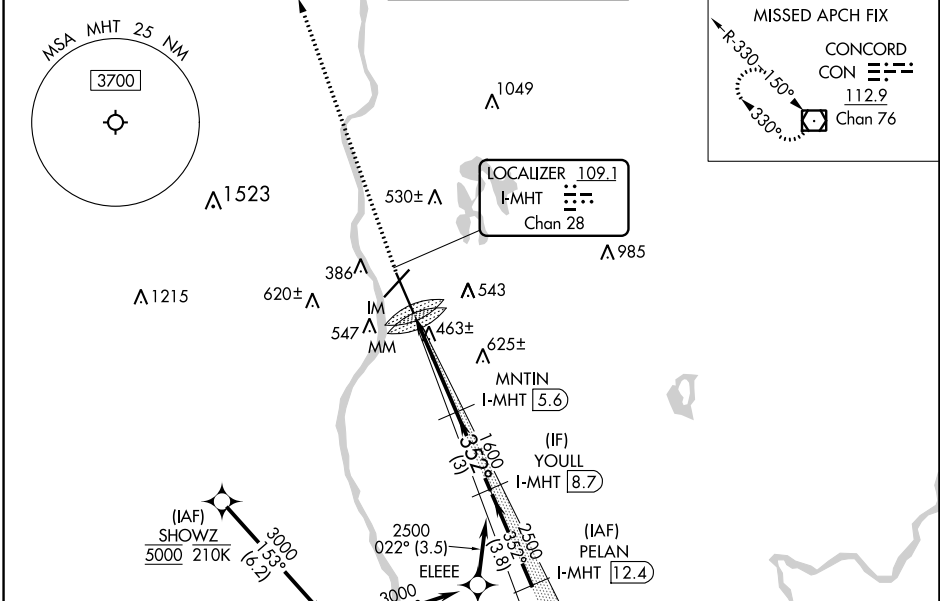 MSA MHT 25 NM
3700
1049
MISSED APCH FIX
R-330
150°
330°
CONCORD
CON
112.9
Chan 76
1523
530±
LOCALIZER 109.1
I-MHT
Chan 28
985
386
1215
620±
543
IM
547
463±
MM
625±
MNTIN
I-MHT 5.6
1600
352°
(3)
(IF)
YOULL
I-MHT 8.7
(IAF)
SHOWZ
5000 210K
3000
153°
(6.2)
2500
022° (3.5)
ELEEE
3000
2500
352°
(3.8)
(IAF)
PELAN
I-MHT 12.4